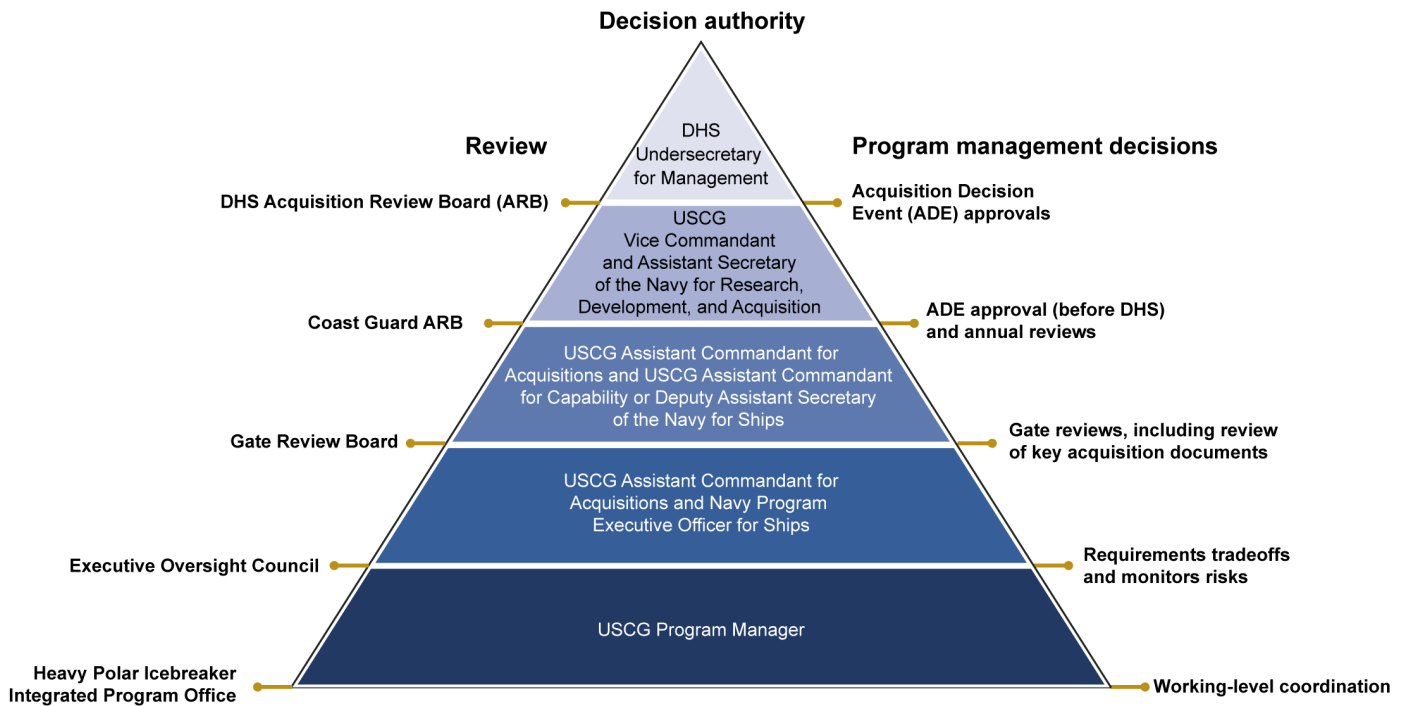 Decision authority
Review
Program management decisions
DHS
Undersecretary
for Management
DHS Acquisition Review Board (ARB)
Acquisition Decision
Event (ADE) approvals
USCG
Vice Commandant
and Assistant Secretary
of the Navy for Research,
Development, and Acquisition
Coast Guard ARB
ADE approval (before DHS)
and annual reviews
USCG Assistant Commandant for
Acquisitions and USCG Assistant Commandant
for Capability or Deputy Assistant Secretary
of the Navy for Ships
Gate Review Board
Gate reviews, including review
of key acquisition documents
USCG Assistant Commandant for
Acquisitions and Navy Program
Executive Officer for Ships
Executive Oversight Council
Requirements tradeoffs
and monitors risks
USCG Program Manager
Heavy Polar Icebreaker
Integrated Program Office
Working-level coordination